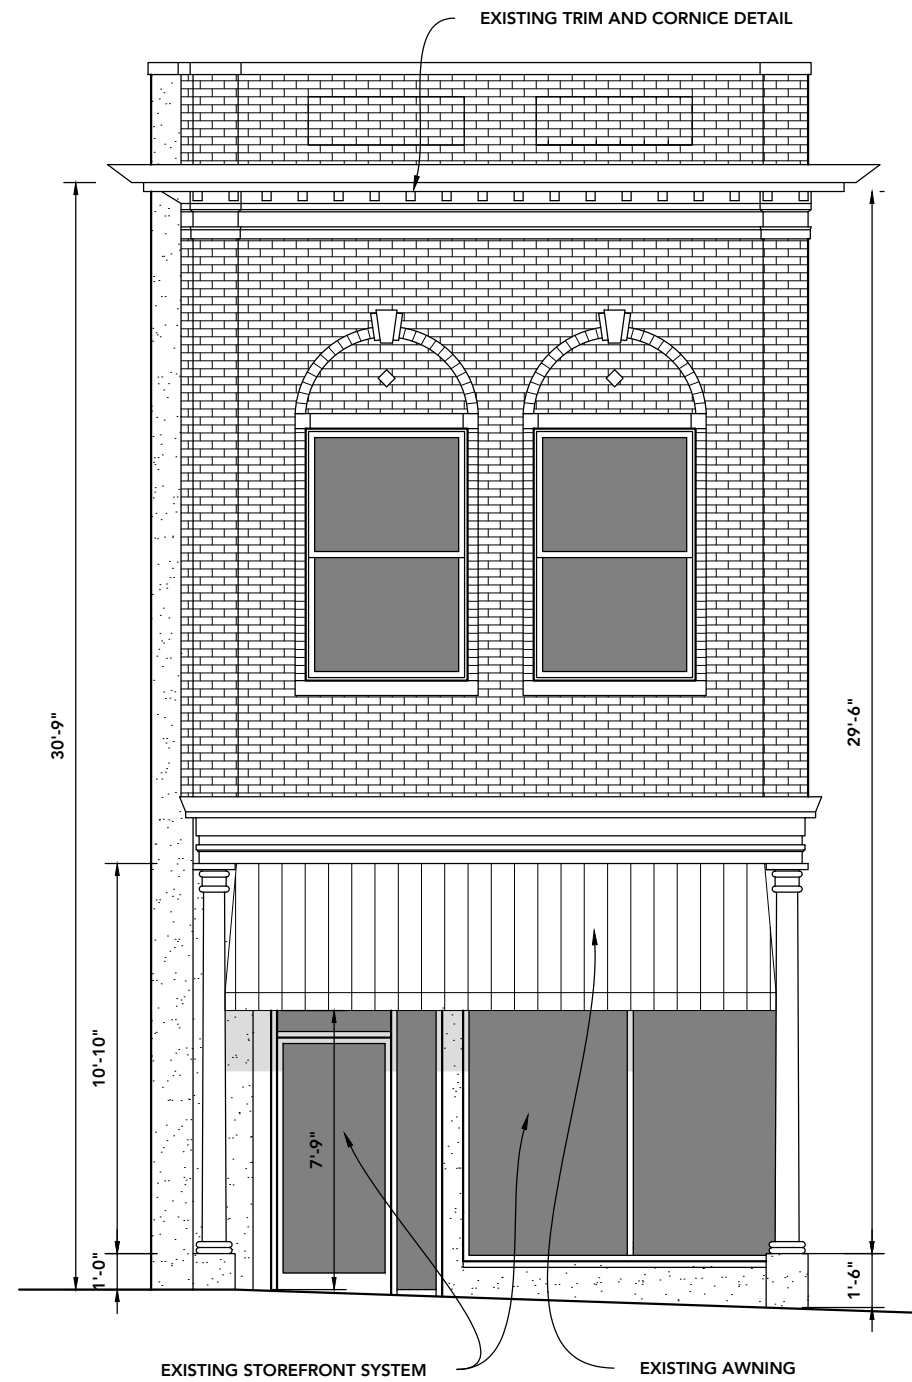 EXISTING TRIM AND CORNICE DETAIL
30'-9"
29'-6"
10'-10"
7'-9"
1'-0"
1'-6"
EXISTING STOREFRONT SYSTEM
EXISTING AWNING